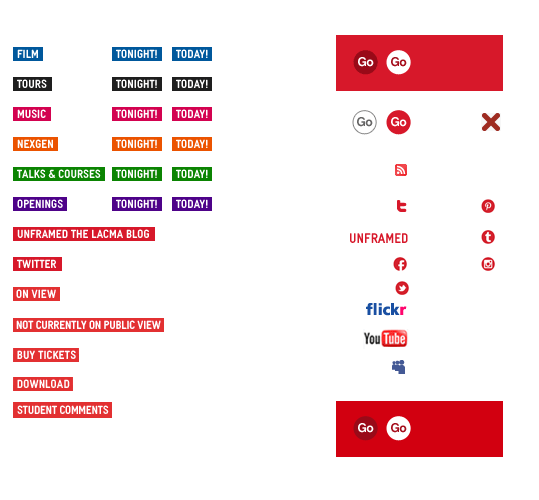 FILM TONIGHT! TODAY!
TOURS TONIGHT! TODAY!
MUSIC TONIGHT! TODAY!
NEXGEN TONIGHT! TODAY!
TALKS & COURSES TONIGHT! TODAY!
OPENINGS TONIGHT! TODAY!
UNFRAMED THE LACMA BLOG
TWITTER
ON VIEW
NOT CURRENTLY ON PUBLIC VIEW
BUY TICKETS
DOWNLOAD
STUDENT COMMENTS
Go Go
Go Go
UNFRAMED
flickr
YouTube
Go Go